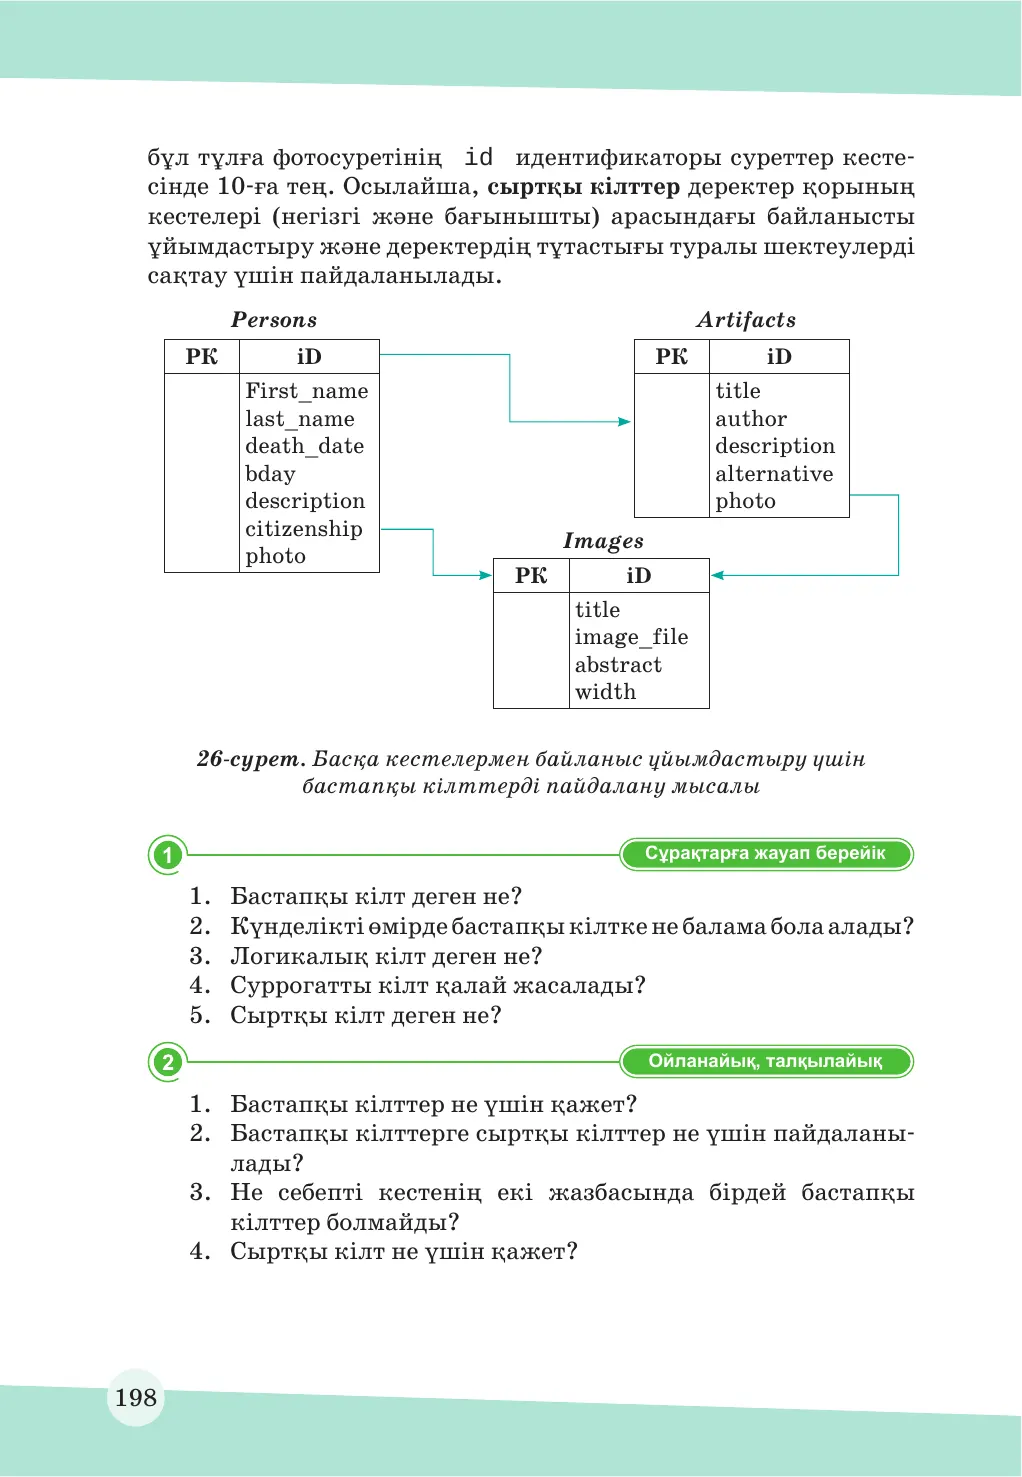 бұл тұлға фотосуретінің id идентификаторы суреттер кесте-
сінде 10-ға тең. Осылайша, сыртқы кілттер деректер қорының
кестелері (негізгі және бағынышты) арасындағы байланысты
ұйымдастыру және деректердің тұтастығы туралы шектеулерді
сақтау үшін пайдаланылады.
Persons
РК iD
First_name
last_name
death_date
bday
description
citizenship
photo
Artifacts
РК iD
title
author
description
alternative
photo
Images
РК iD
title
image_file
abstract
width
26-сурет. Басқа кестелермен байланыс ұйымдастыру үшін
бастапқы кілттерді пайдалану мысалы
1 Сұрақтарға жауап берейік
1. Бастапқы кілт деген не?
2. Күнделікті өмірде бастапқы кілтке не балама бола алады?
3. Логикалық кілт деген не?
4. Суррогатты кілт қалай жасалады?
5. Сыртқы кілт деген не?
2 Ойланайық, талқылайық
1. Бастапқы кілттер не үшін қажет?
2. Бастапқы кілттерге сыртқы кілттер не үшін пайдаланы-
лады?
3. Не себепті кестенің екі жазбасында бірдей бастапқы
кілттер болмайды?
4. Сыртқы кілт не үшін қажет?
198